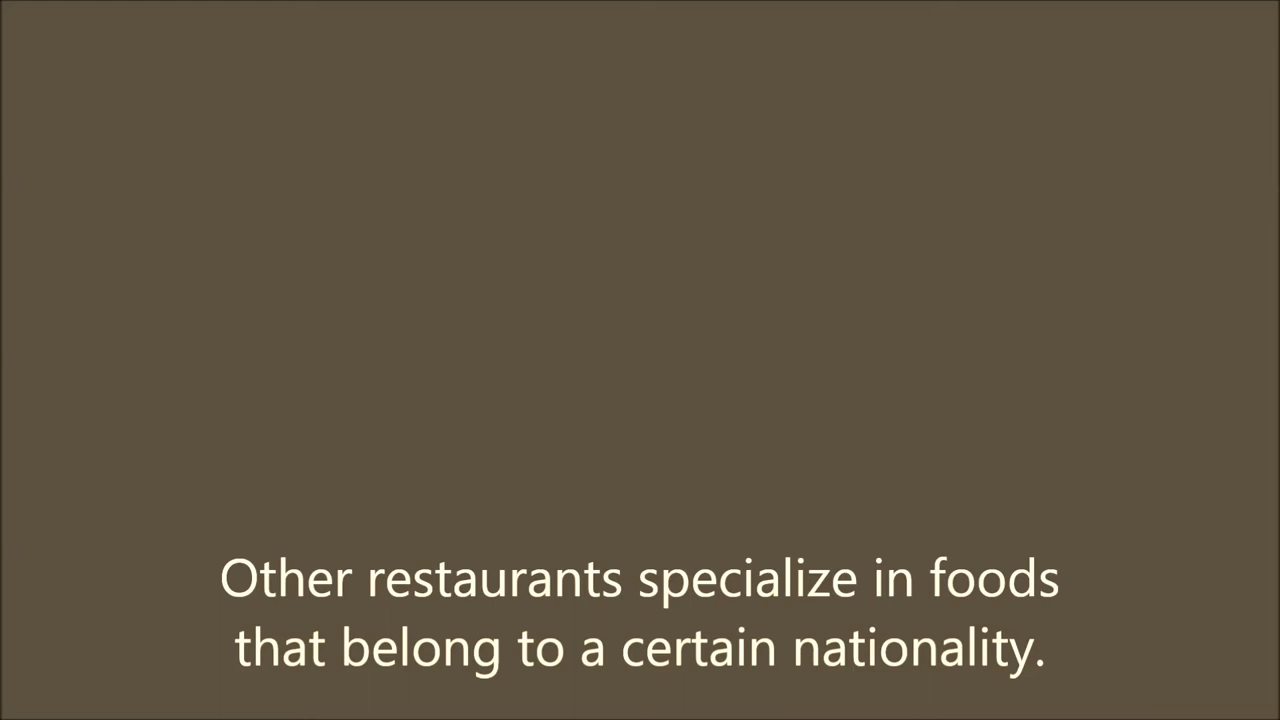 Other restaurants specialize in foods
that belong to a certain nationality.